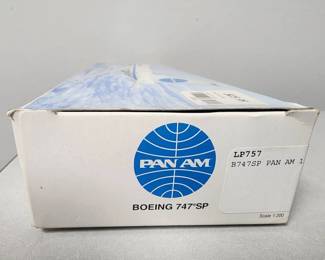 PAN AM
BOEING 747SP
LP757
B747SP PAN AM 1
Scale 1:200